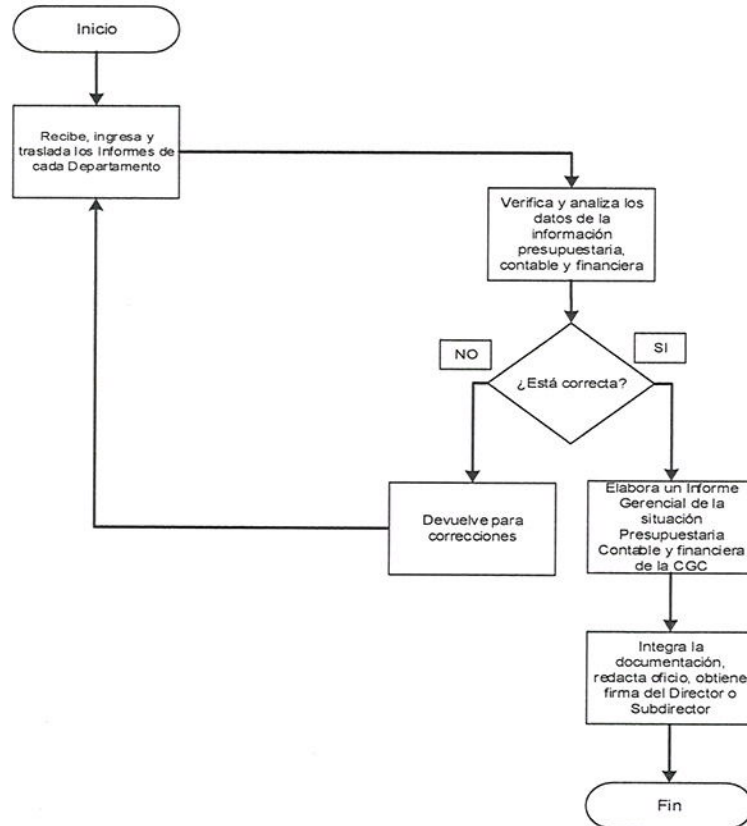 Inicio
Recibe, ingresa y
traslada los Informes de
cada Departamento
Verifica y analiza los
datos de la
información
presupuestaria,
contable y financiera
NO
SI
¿Está correcta?
Devuelve para
correcciones
Elabora un Informe
Gerencial de la
situación
Presupuestaria
Contable y financiera
de la CGC
Integra la
documentación,
redacta oficio, obtiene
firma del Director o
Subdirector
Fin